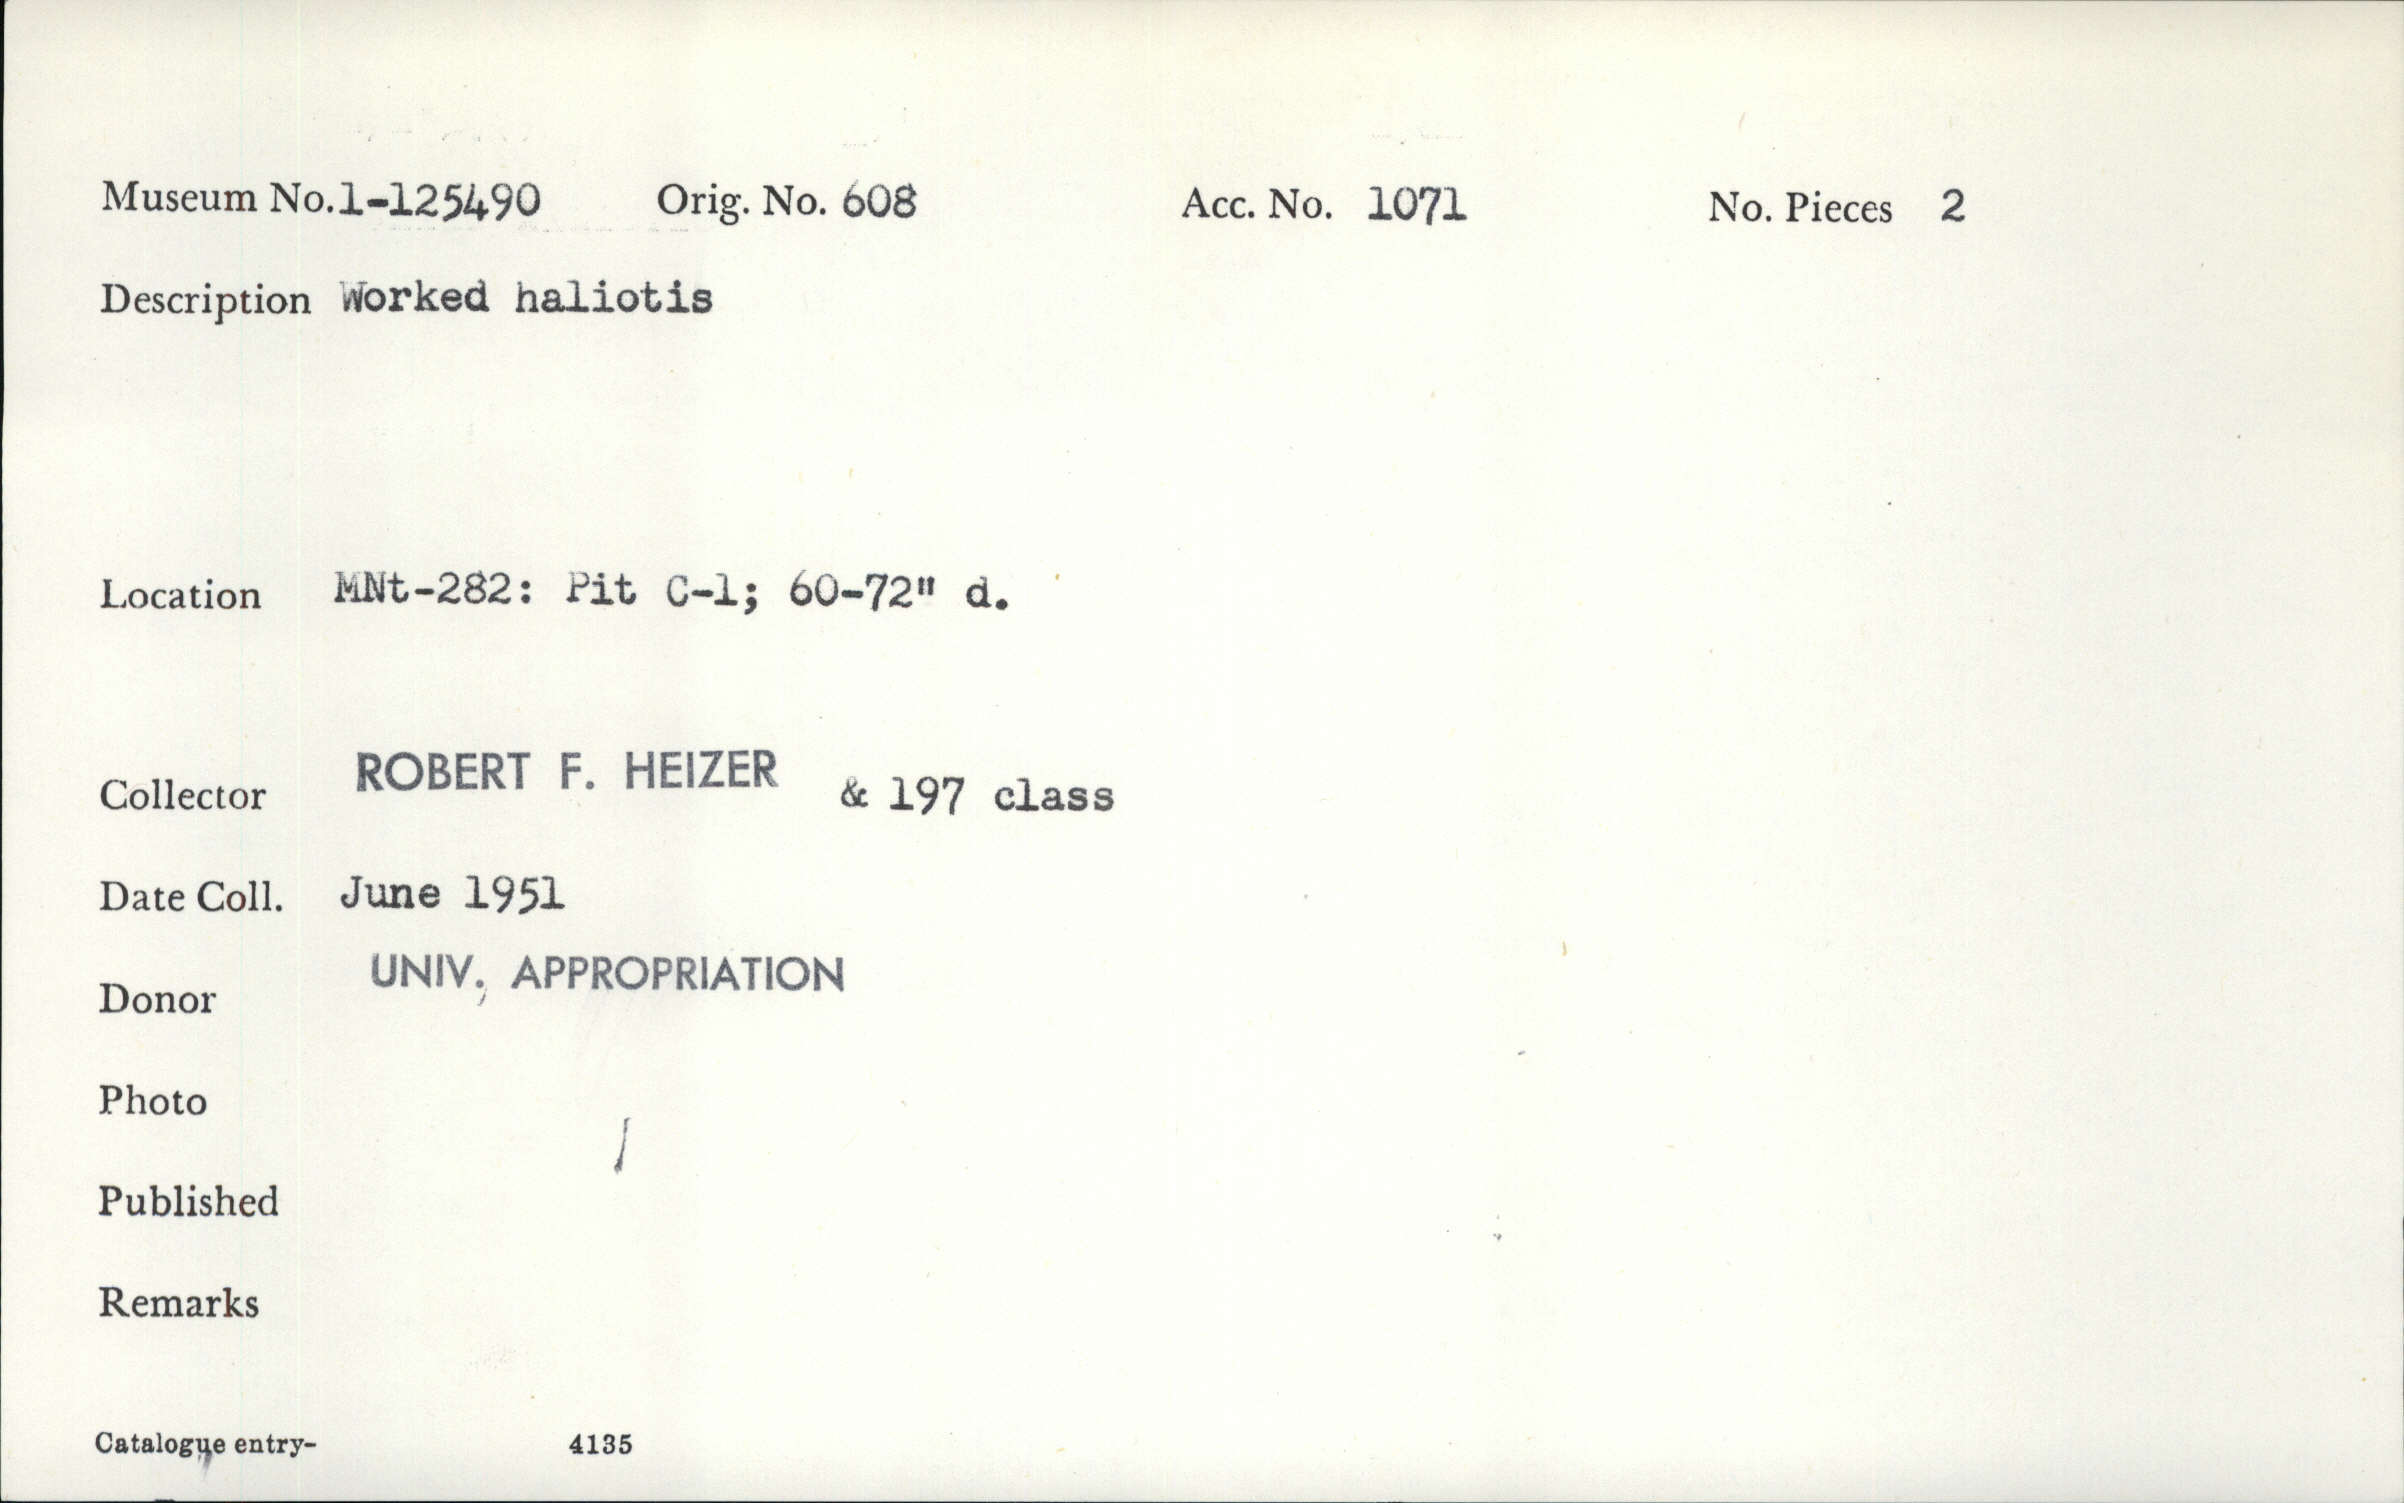 Museum No. 1-125490 Orig. No. 608 Acc. No. 1071 No. Pieces 2
Description Worked haliotis
Location MNt-282: Pit C-1; 60-72" d.
Collector ROBERT F. HEIZER & 197 class
Date Coll. June 1951
Donor UNIV. APPROPRIATION
Photo
Published
Remarks
Catalogue entry- 4135